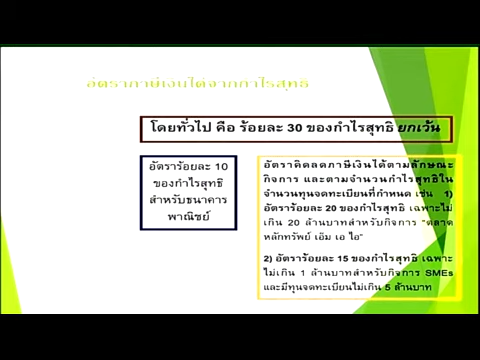 อัตราภาษีเงินได้จากกำไรสุทธิ
โดยทั่วไป คือ ร้อยละ 30 ของกำไรสุทธิ ยกเว้น
อัตราร้อยละ 10
ของกำไรสุทธิ
สำหรับธนาคาร
พาณิชย์
อัตราคิดลดภาษีเงินได้ตามลักษณะ
กิจการ และตามจำนวนกำไรสุทธิใน
จำนวนทุนจดทะเบียนที่กำหนด เช่น 1)
อัตราร้อยละ 20 ของกำไรสุทธิ เฉพาะไม่
เกิน 20 ล้านบาทสำหรับกิจการ “ตลาด
หลักทรัพย์ เอ็ม เอ ไอ”
2) อัตราร้อยละ 15 ของกำไรสุทธิ เฉพาะ
ไม่เกิน 1 ล้านบาทสำหรับกิจการ SMEs
และมีทุนจดทะเบียนไม่เกิน 5 ล้านบาท